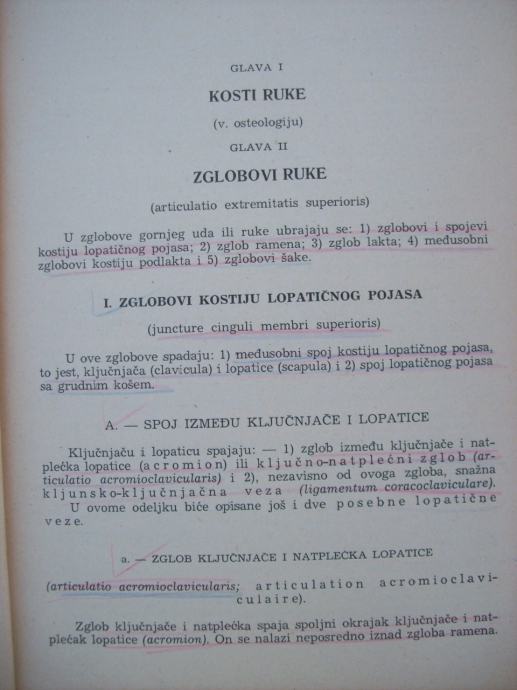 GLAVA I
KOSTI RUKE
(v. osteologiju)
GLAVA II
ZGLOBOVI RUKE
(articulatio extremitatis superioris)
U zglobove gornjeg uda ili ruke ubrajaju se: 1) zglobovi i spojevi
kostiju lopatičnog pojasa; 2) zglob ramena; 3) zglob lakta; 4) međusobni
zglobovi kostiju podlakta i 5) zglobovi šake.
I. ZGLOBOVI KOSTIJU LOPATIČNOG POJASA
(juncture cinguli membri superioris)
U ove zglobove spadaju: 1) međusobni spoj kostiju lopatičnog pojasa,
to jest, ključnjača (clavicula) i lopatice (scapula) i 2) spoj lopatičnog pojasa
sa grudnim košem.
A. — SPOJ IZMEĐU KLJUČNJAČE I LOPATICE
Ključnjaču i lopaticu spajaju: — 1) zglob između ključnjače i nat-
plećka lopatice (acromion) ili ključno-natplećni zglob (ar-
ticulatio acromioclavicularis) i 2), nezavisno od ovoga zgloba, snažna
kljunsko-ključnjačna veza (ligamentum coracoclaviculare).
U ovome odeljku biće opisane još i dve posebne lopatične
veze.
a. — ZGLOB KLJUČNJAČE I NATPLEĆKA LOPATICE
(articulatio acromioclavicularis; articulation acromioclavi-
culaire).
Zglob ključnjače i natplećka spaja spoljni okrajak ključnjače i nat-
plećak lopatice (acromion). On se nalazi neposredno iznad zgloba ramena.